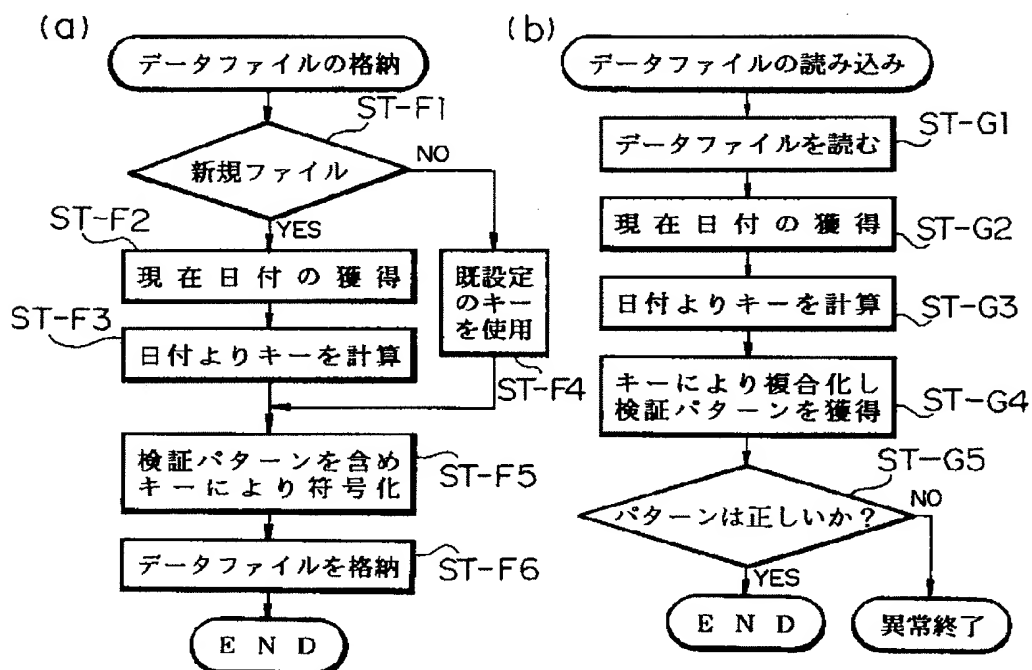 (a)
データファイルの格納
ST-F1
新規ファイル
NO
YES
ST-F2
現在日付の獲得
ST-F3
日付よりキーを計算
既設定
のキー
を使用
ST-F4
検証パターンを含め
キーにより符号化
ST-F5
データファイルを格納
ST-F6
END
(b)
データファイルの読み込み
データファイルを読む
ST-G1
現在日付の獲得
ST-G2
日付よりキーを計算
ST-G3
キーにより複合化し
検証パターンを獲得
ST-G4
ST-G5
パターンは正しいか?
NO
YES
END
異常終了